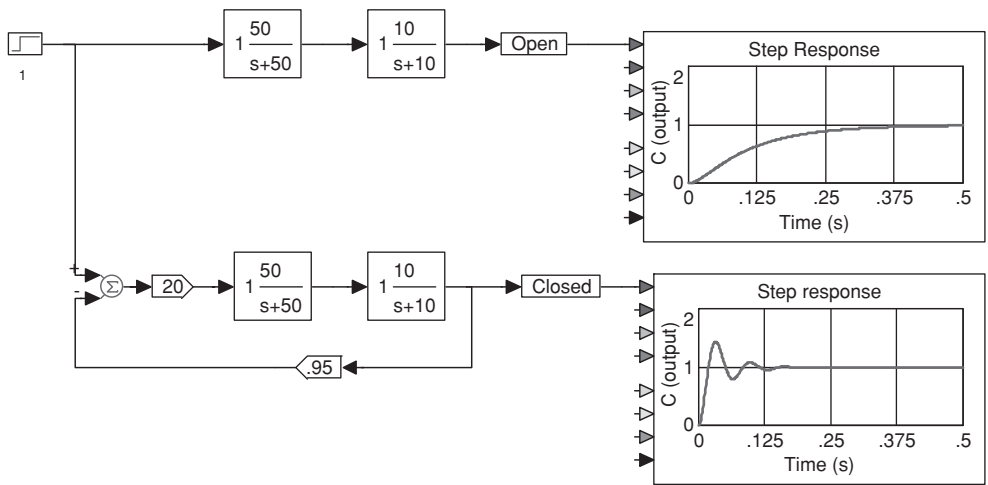 1
1 50 / s+50
1 10 / s+10
Open
Step Response
C (output)
2
1
0
0 .125 .25 .375 .5
Time (s)
+
-
Σ
20
1 50 / s+50
1 10 / s+10
Closed
.95
Step response
C (output)
2
1
0
0 .125 .25 .375 .5
Time (s)